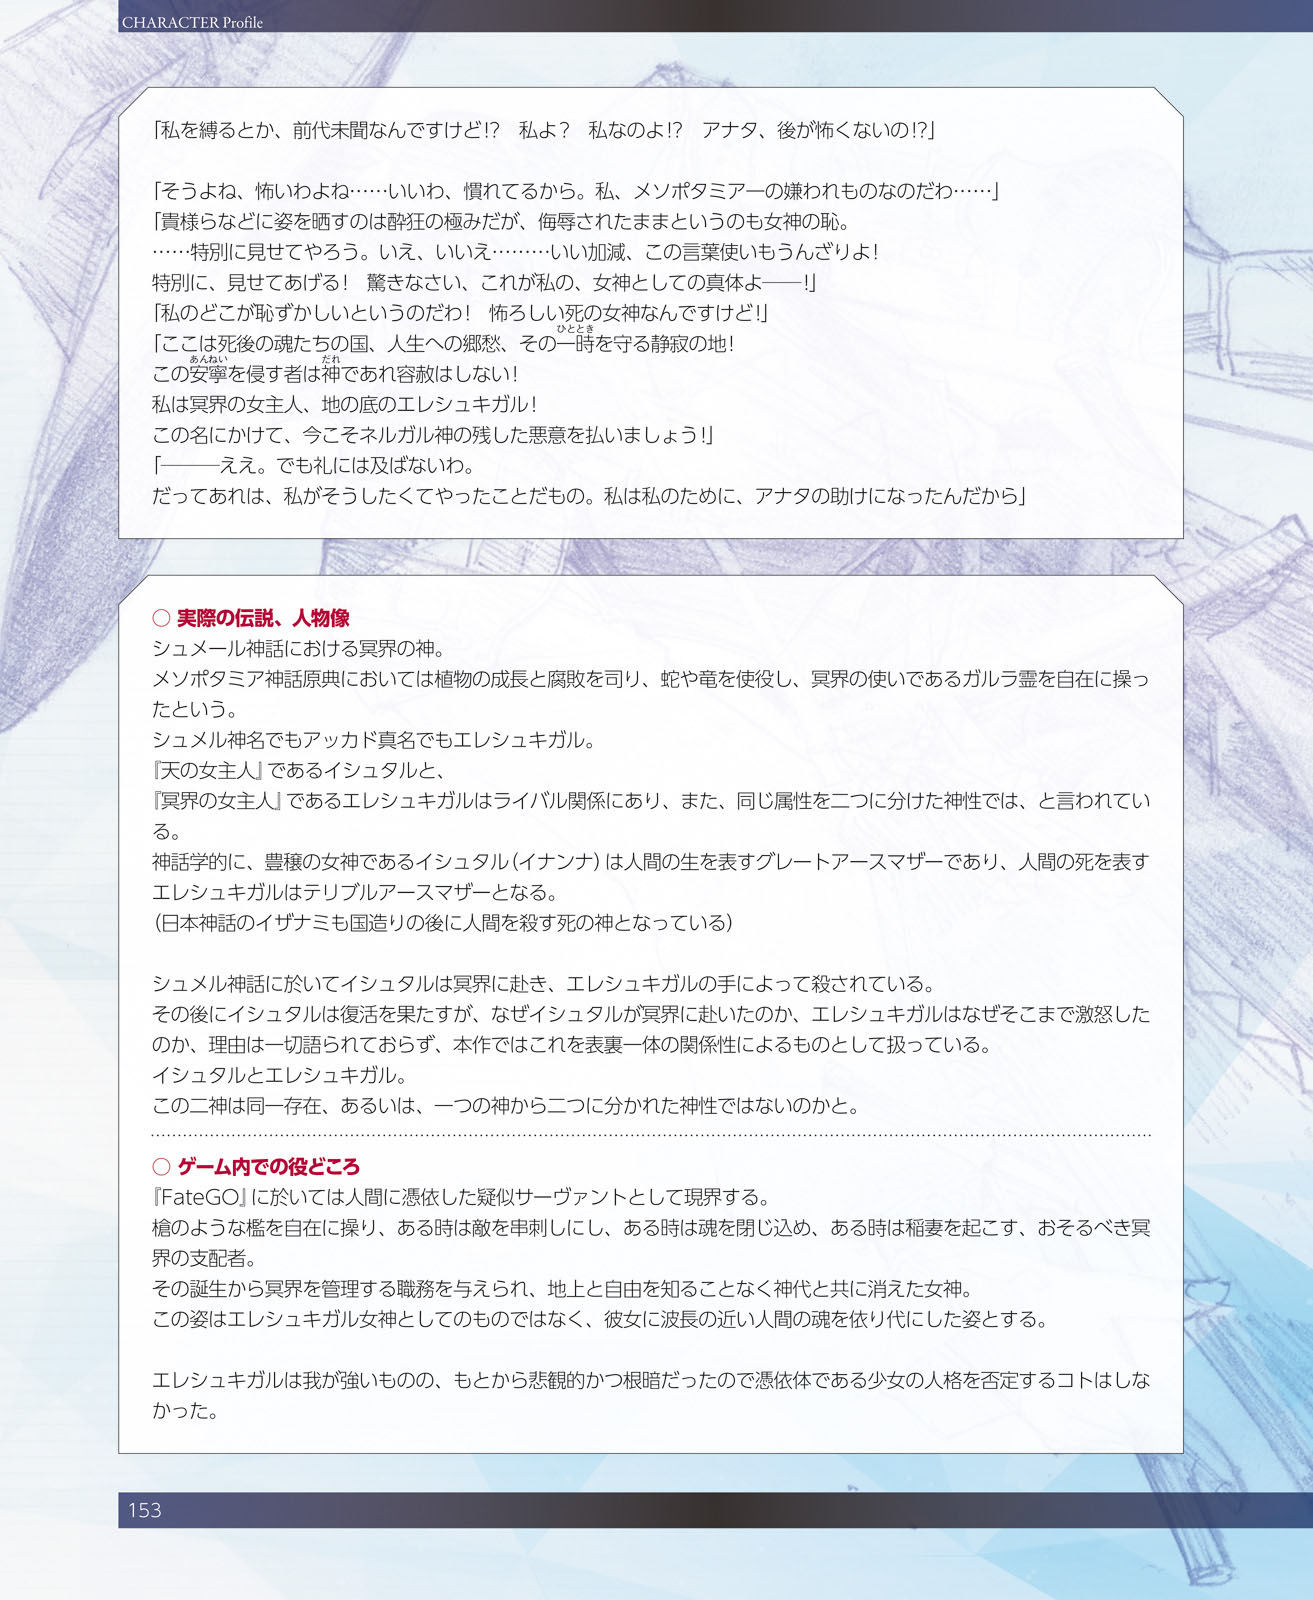 CHARACTER Profile
「私を縛るとか、前代未聞なんですけど!?　私よ？　私なのよ!?　アナタ、後が怖くないの!?」
「そうよね、怖いわよね……いいわ、慣れてるから。私、メソポタミア一の嫌われものなのだわ……」
「貴様らなどに姿を晒すのは酔狂の極みだが、侮辱されたままというのも女神の恥。
……特別に見せてやろう。いえ、いいえ………いい加減、この言葉使いもうんざりよ！
特別に、見せてあげる！　驚きなさい、これが私の、女神としての真体よ――！」
「私のどこが恥ずかしいというのだわ！　怖ろしい死の女神なんですけど！」
ひととき
「ここは死後の魂たちの国、人生への郷愁、その一時を守る静寂の地！
あんねい　だれ
この安寧を侵す者は神であれ容赦はしない！
私は冥界の女主人、地の底のエレシュキガル！
この名にかけて、今こそネルガル神の残した悪意を払いましょう！」
「―――ええ。でも礼には及ばないわ。
だってあれは、私がそうしたくてやったことだもの。私は私のために、アナタの助けになったんだから」
○ 実際の伝説、人物像
シュメール神話における冥界の神。
メソポタミア神話原典においては植物の成長と腐敗を司り、蛇や竜を使役し、冥界の使いであるガルラ霊を自在に操っ
たという。
シュメル神名でもアッカド真名でもエレシュキガル。
『天の女主人』であるイシュタルと、
『冥界の女主人』であるエレシュキガルはライバル関係にあり、また、同じ属性を二つに分けた神性では、と言われてい
る。
神話学的に、豊穣の女神であるイシュタル（イナンナ）は人間の生を表すグレートアースマザーであり、人間の死を表す
エレシュキガルはテリブルアースマザーとなる。
（日本神話のイザナミも国造りの後に人間を殺す死の神となっている）
シュメル神話に於いてイシュタルは冥界に赴き、エレシュキガルの手によって殺されている。
その後にイシュタルは復活を果たすが、なぜイシュタルが冥界に赴いたのか、エレシュキガルはなぜそこまで激怒した
のか、理由は一切語られておらず、本作ではこれを表裏一体の関係性によるものとして扱っている。
イシュタルとエレシュキガル。
この二神は同一存在、あるいは、一つの神から二つに分かれた神性ではないのかと。
○ ゲーム内での役どころ
『FateGO』に於いては人間に憑依した疑似サーヴァントとして現界する。
槍のような檻を自在に操り、ある時は敵を串刺しにし、ある時は魂を閉じ込め、ある時は稲妻を起こす、おそるべき冥
界の支配者。
その誕生から冥界を管理する職務を与えられ、地上と自由を知ることなく神代と共に消えた女神。
この姿はエレシュキガル女神としてのものではなく、彼女に波長の近い人間の魂を依り代にした姿とする。
エレシュキガルは我が強いものの、もとから悲観的かつ根暗だったので憑依体である少女の人格を否定するコトはしな
かった。
153